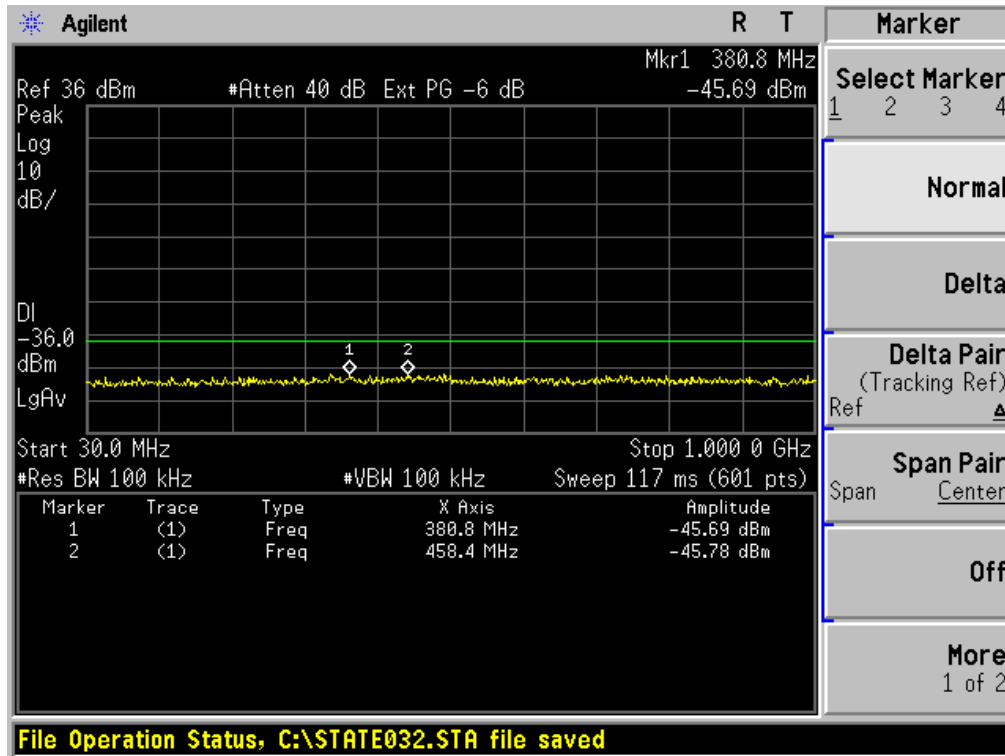 Agilent R T
Mkr1 380.8 MHz
Ref 36 dBm #Atten 40 dB Ext PG -6 dB -45.69 dBm
Peak
Log
10
dB/
DI
-36.0
dBm
LgAv
1 2
Start 30.0 MHz Stop 1.000 0 GHz
#Res BW 100 kHz #VBW 100 kHz Sweep 117 ms (601 pts)
Marker Trace Type X Axis Amplitude
1 (1) Freq 380.8 MHz -45.69 dBm
2 (1) Freq 458.4 MHz -45.78 dBm
File Operation Status, C:\STATE032.STA file saved
Marker
Select Marker
1 2 3 4
Normal
Delta
Delta Pair
(Tracking Ref)
Ref Δ
Span Pair
Span Center
Off
More
1 of 2